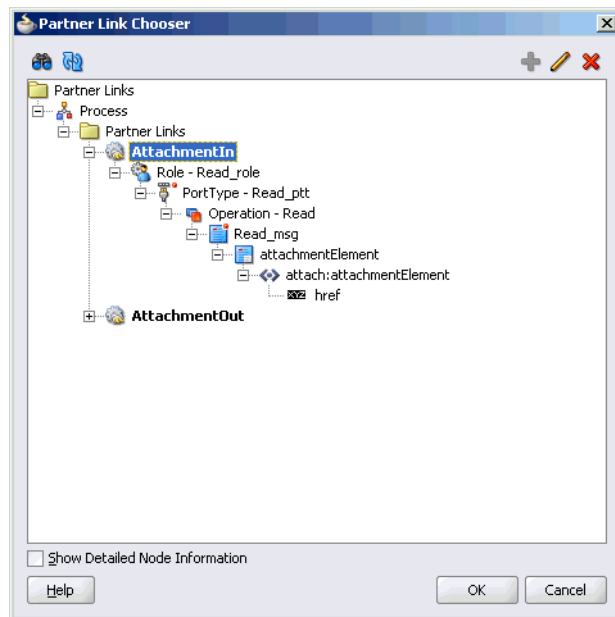 Partner Link Chooser
Partner Links
Process
Partner Links
AttachmentIn
Role - Read_role
PortType - Read_ptt
Operation - Read
Read_msg
attachmentElement
attach:attachmentElement
XYZ href
AttachmentOut
Show Detailed Node Information
Help OK Cancel